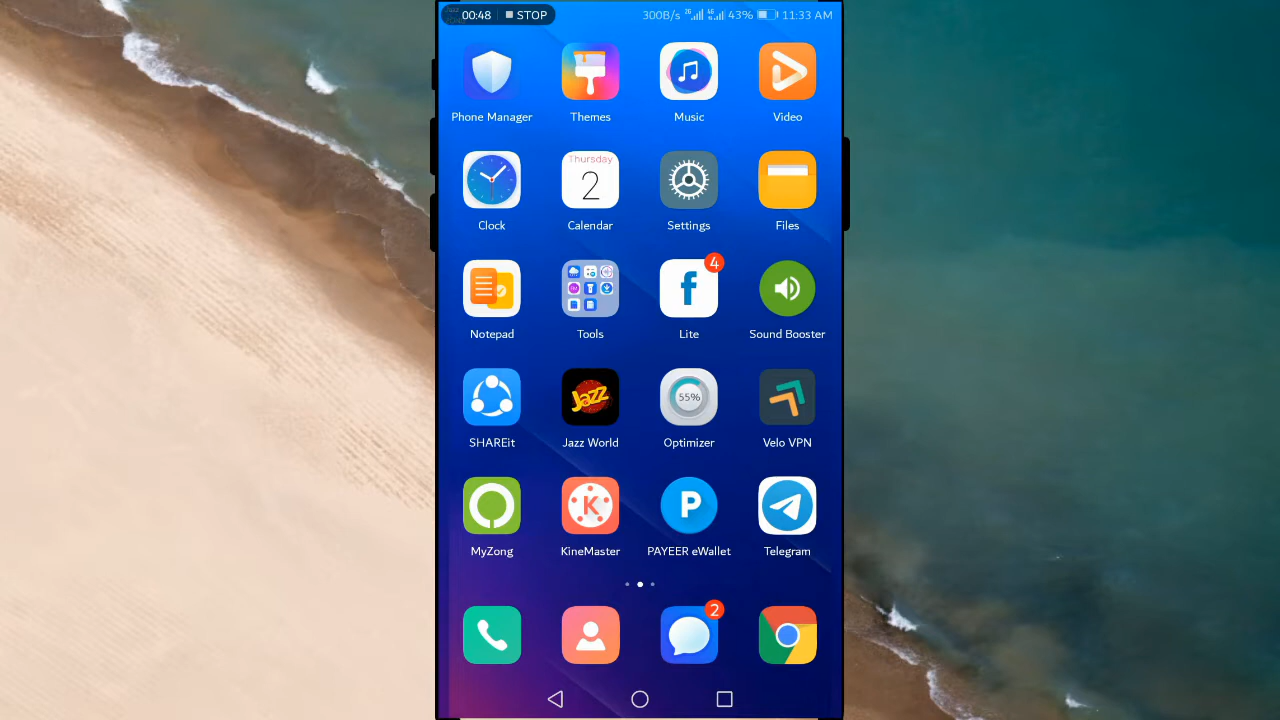 00:48 STOP 300B/s 2G 4G 43% 11:33 AM
Phone Manager Themes Music Video
Thursday
2
Clock Calendar Settings Files
4
Notepad Tools Lite Sound Booster
Jazz 55%
SHAREit Jazz World Optimizer Velo VPN
K P
MyZong KineMaster PAYEER eWallet Telegram
2